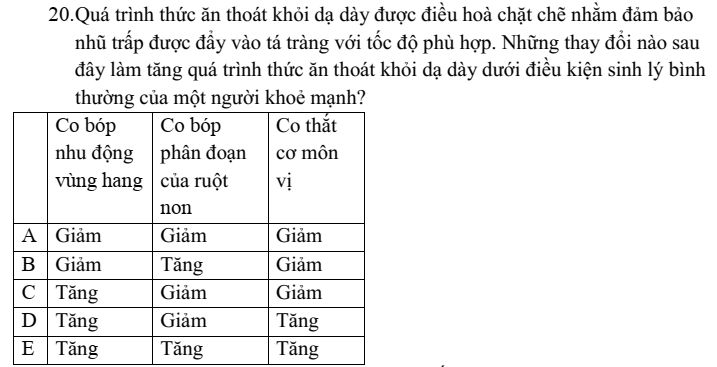 20.Quá trình thức ăn thoát khỏi dạ dày được điều hoà chặt chẽ nhằm đảm bảo
nhũ trấp được đẩy vào tá tràng với tốc độ phù hợp. Những thay đổi nào sau
đây làm tăng quá trình thức ăn thoát khỏi dạ dày dưới điều kiện sinh lý bình
thường của một người khoẻ mạnh?
Co bóp nhu động vùng hang Co bóp phân đoạn của ruột non Co thắt cơ môn vị
A Giảm Giảm Giảm
B Giảm Tăng Giảm
C Tăng Giảm Giảm
D Tăng Giảm Tăng
E Tăng Tăng Tăng